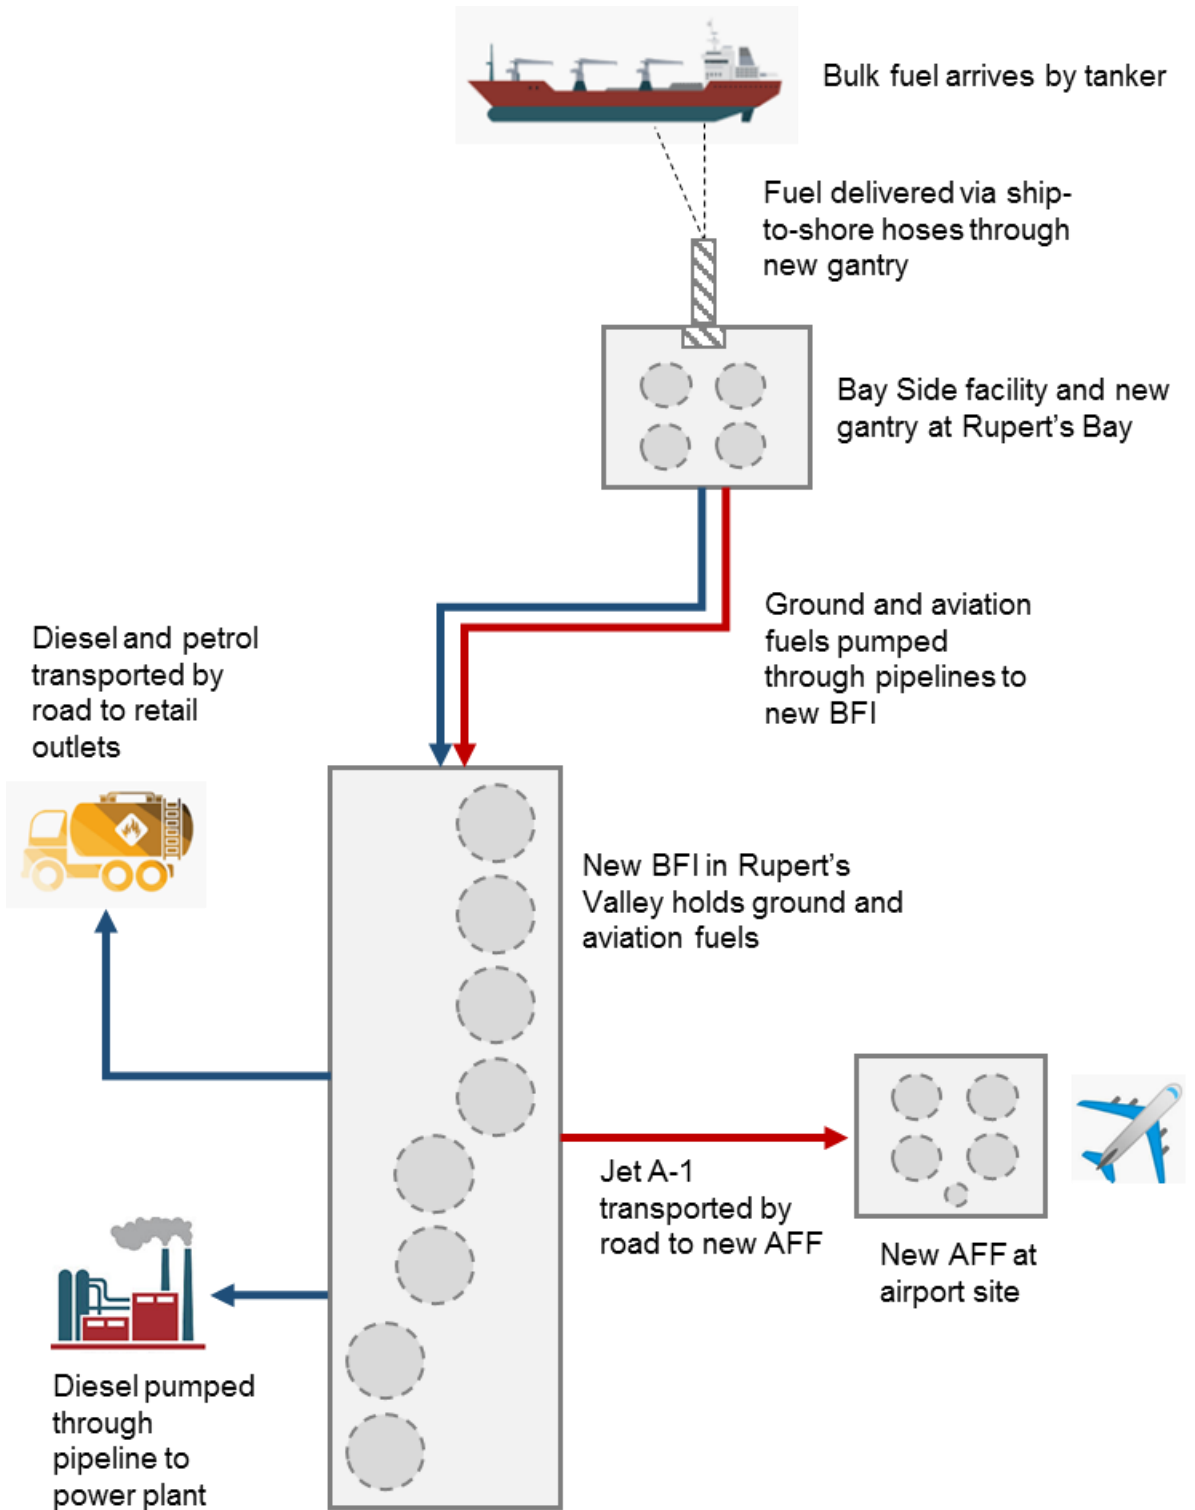 Bulk fuel arrives by tanker
Fuel delivered via ship-
to-shore hoses through
new gantry
Bay Side facility and new
gantry at Rupert's Bay
Ground and aviation
fuels pumped
through pipelines to
new BFI
Diesel and petrol
transported by
road to retail
outlets
New BFI in Rupert's
Valley holds ground and
aviation fuels
Jet A-1
transported by
road to new AFF
New AFF at
airport site
Diesel pumped
through
pipeline to
power plant